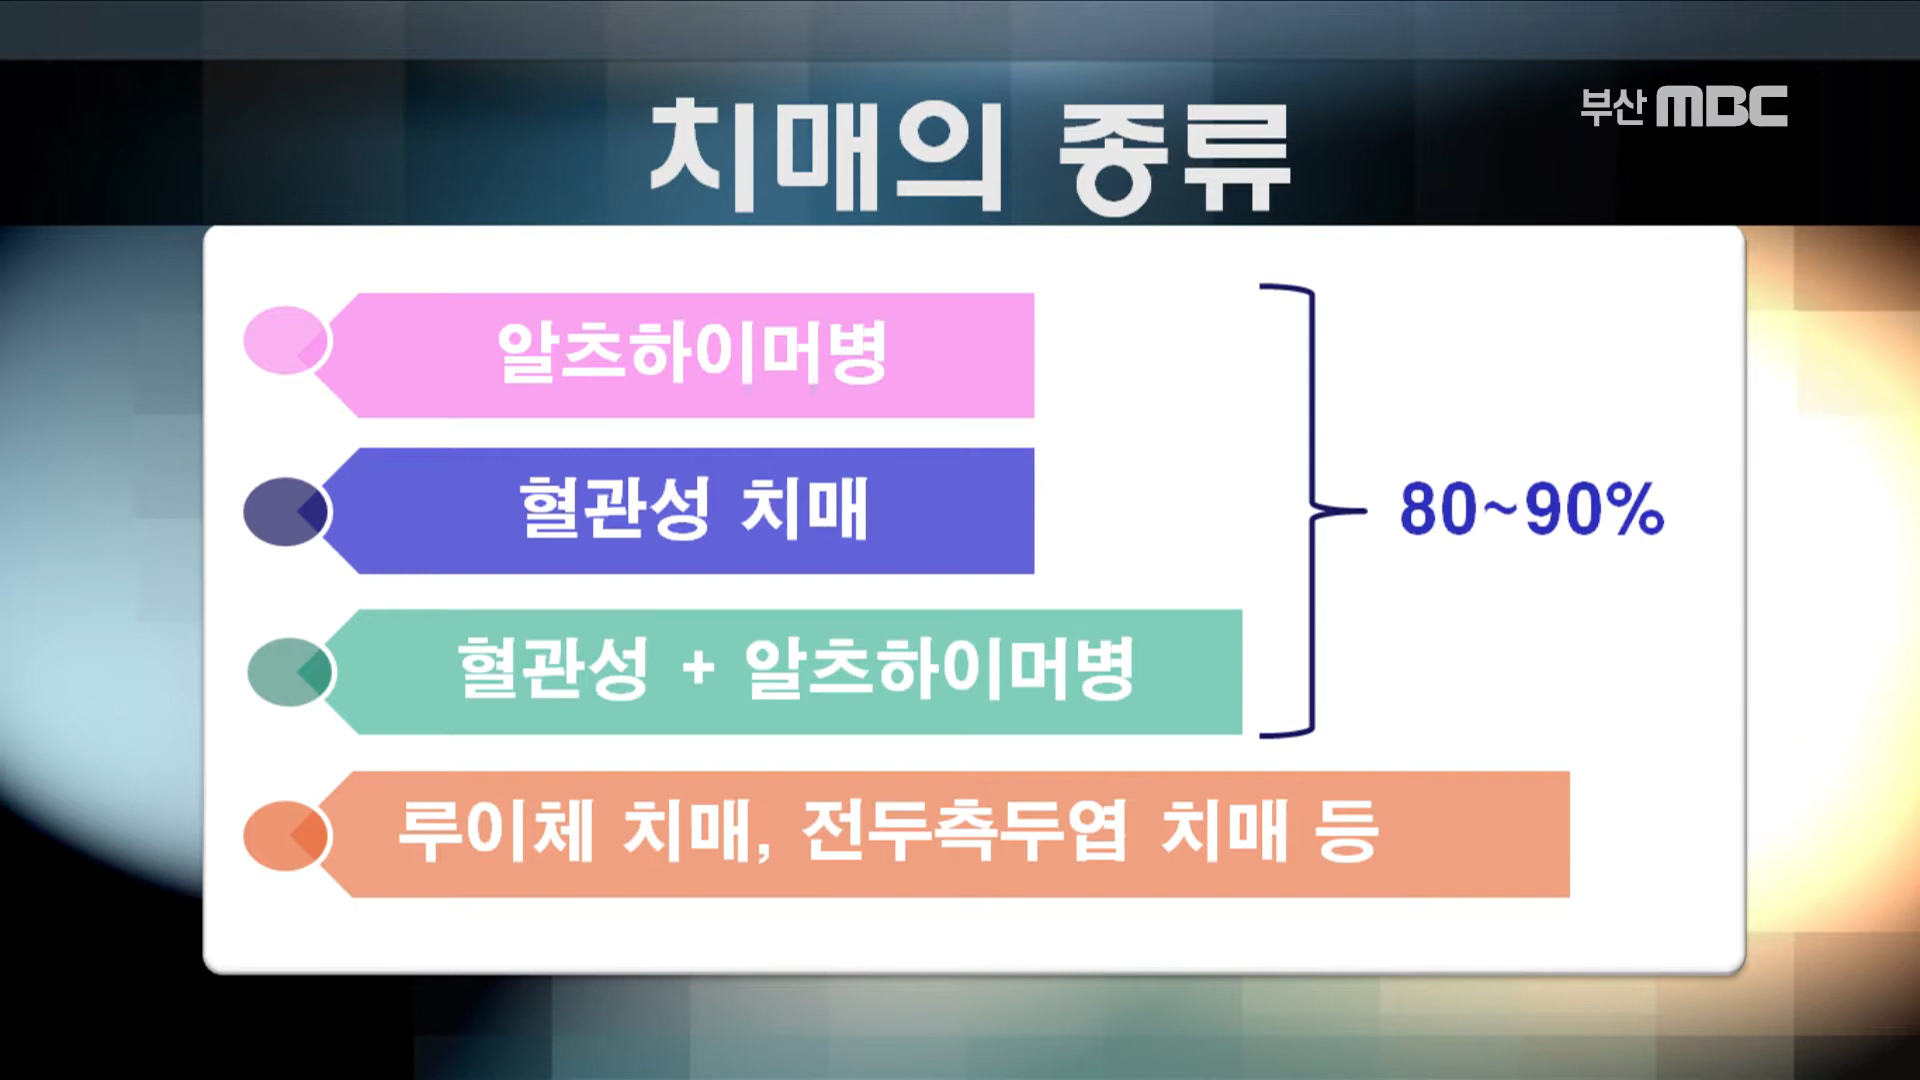 치매의 종류
부산 MBC
알츠하이머병
혈관성 치매
80~90%
혈관성 + 알츠하이머병
루이체 치매, 전두측두엽 치매 등